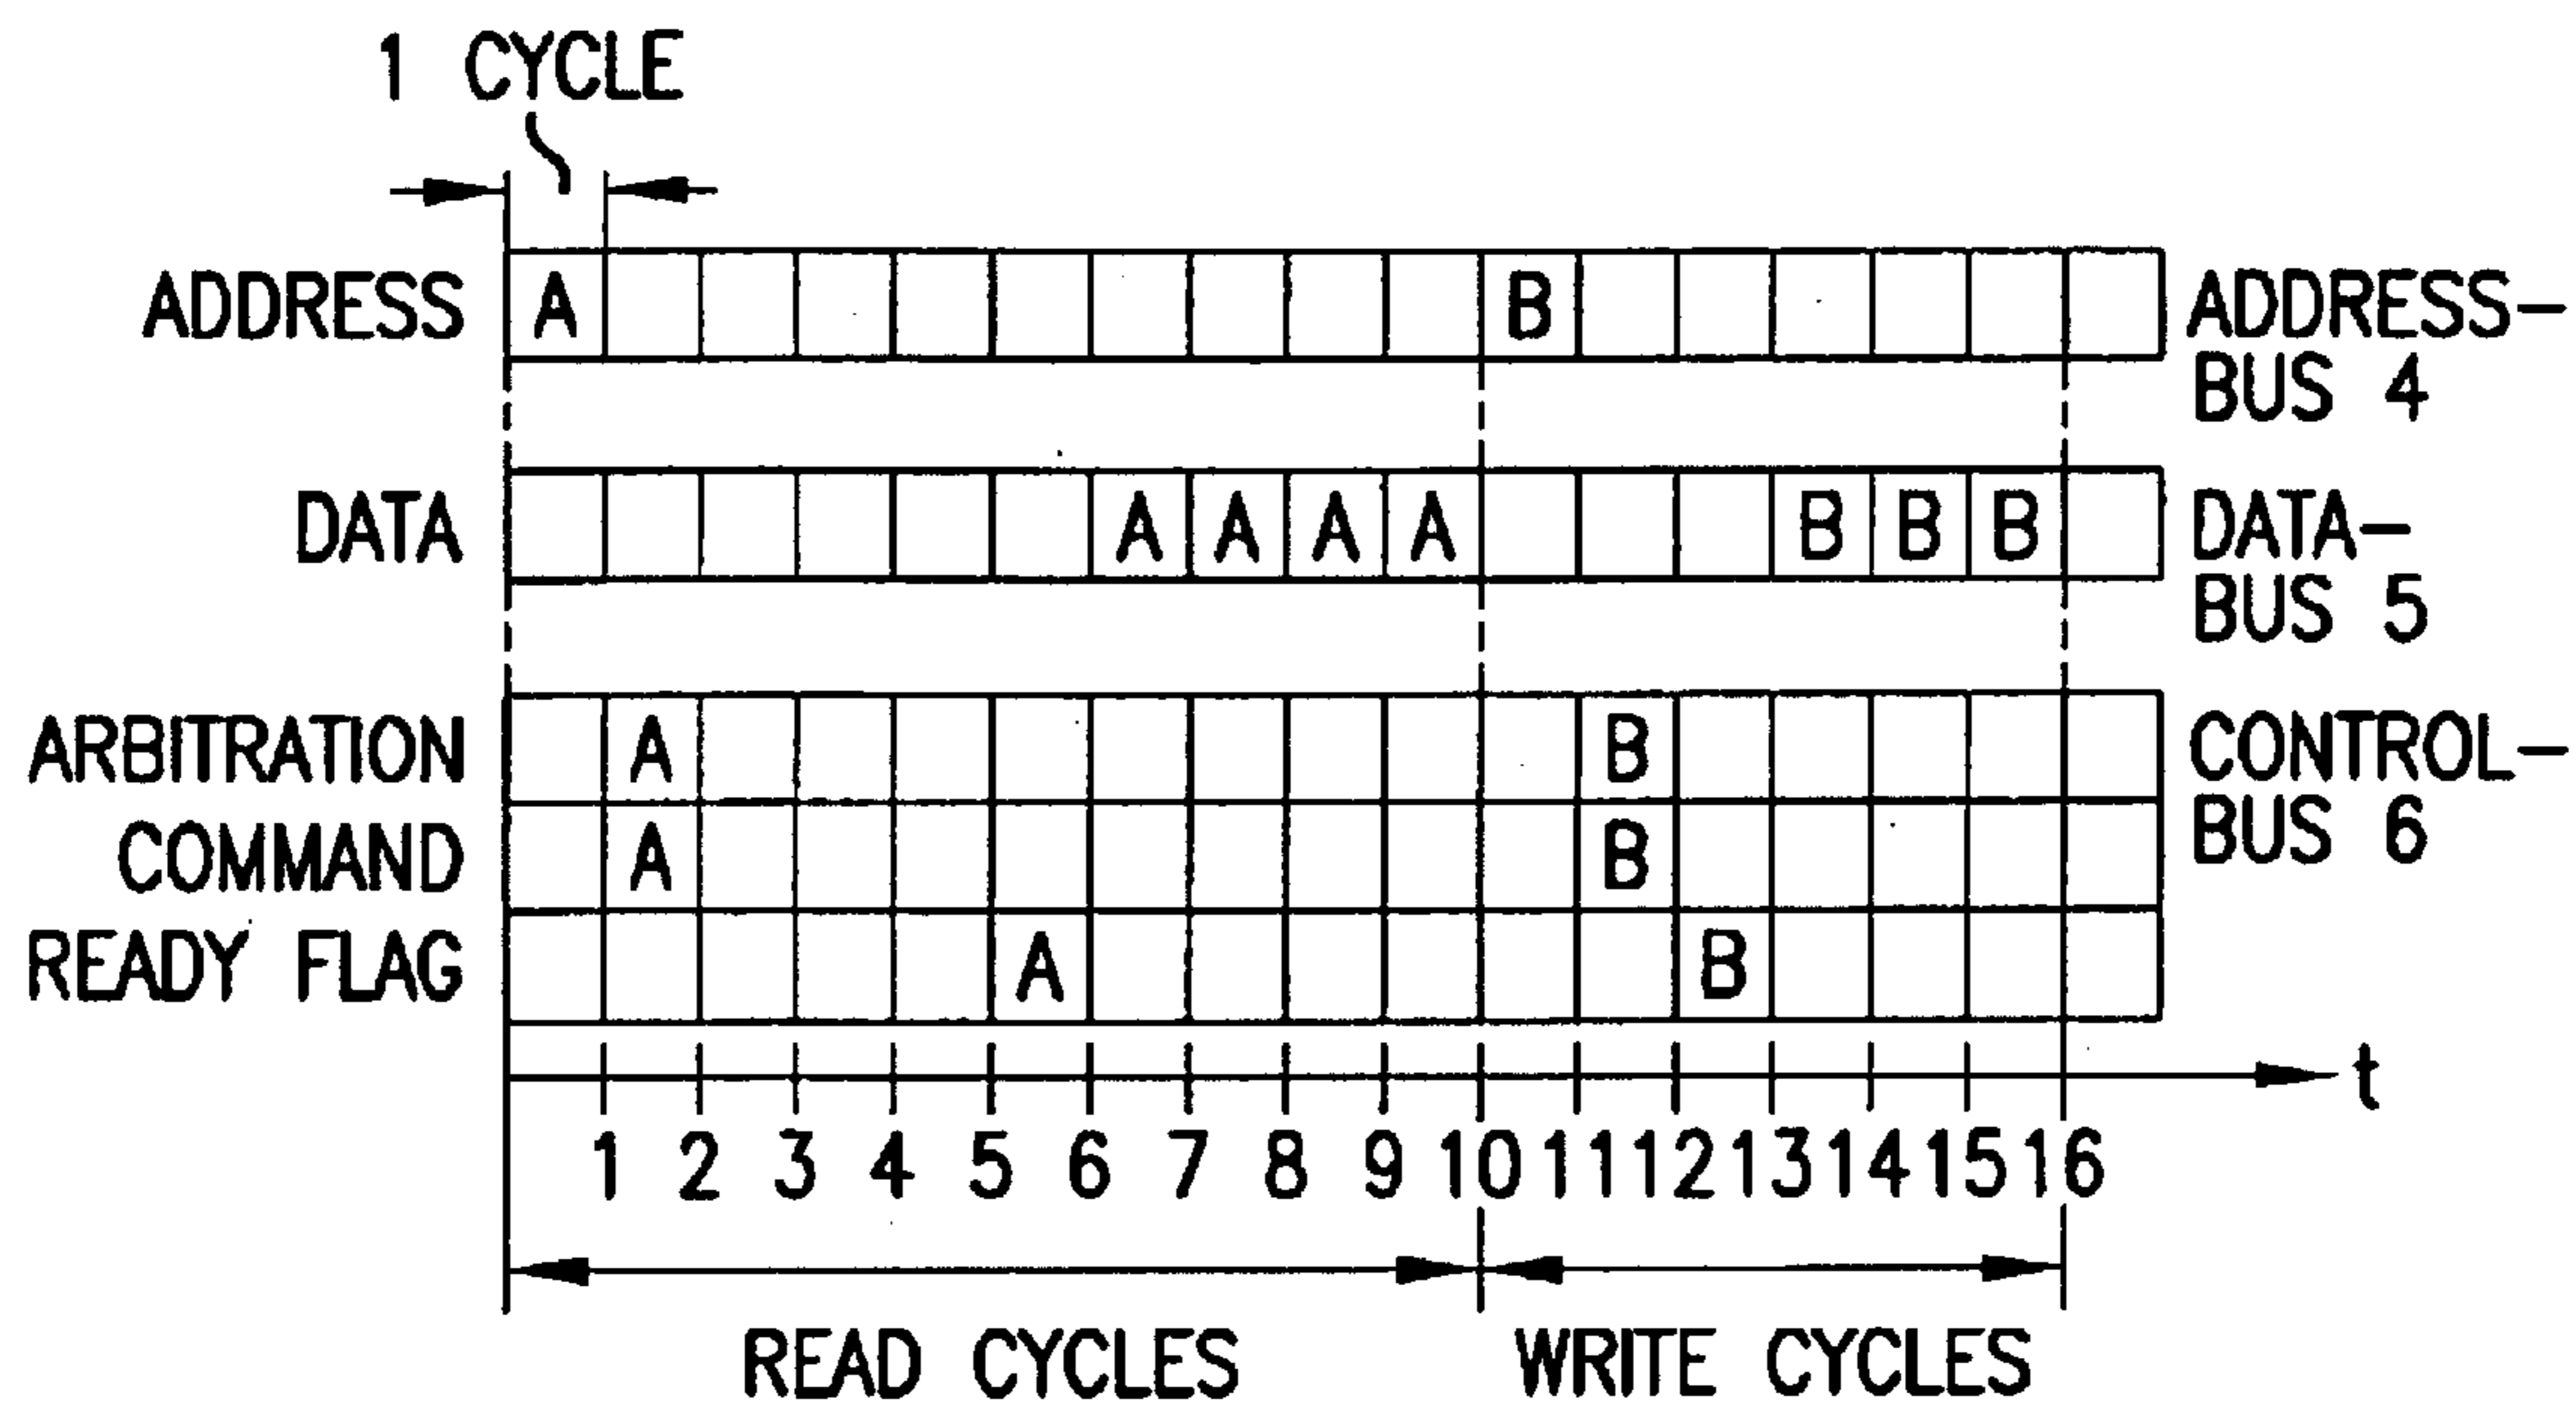 1 CYCLE
ADDRESS A B ADDRESS-
BUS 4
DATA A A A A B B B DATA-
BUS 5
ARBITRATION A B CONTROL-
COMMAND A B BUS 6
READY FLAG A B
t
1 2 3 4 5 6 7 8 9 10 11 12 13 14 15 16
READ CYCLES WRITE CYCLES